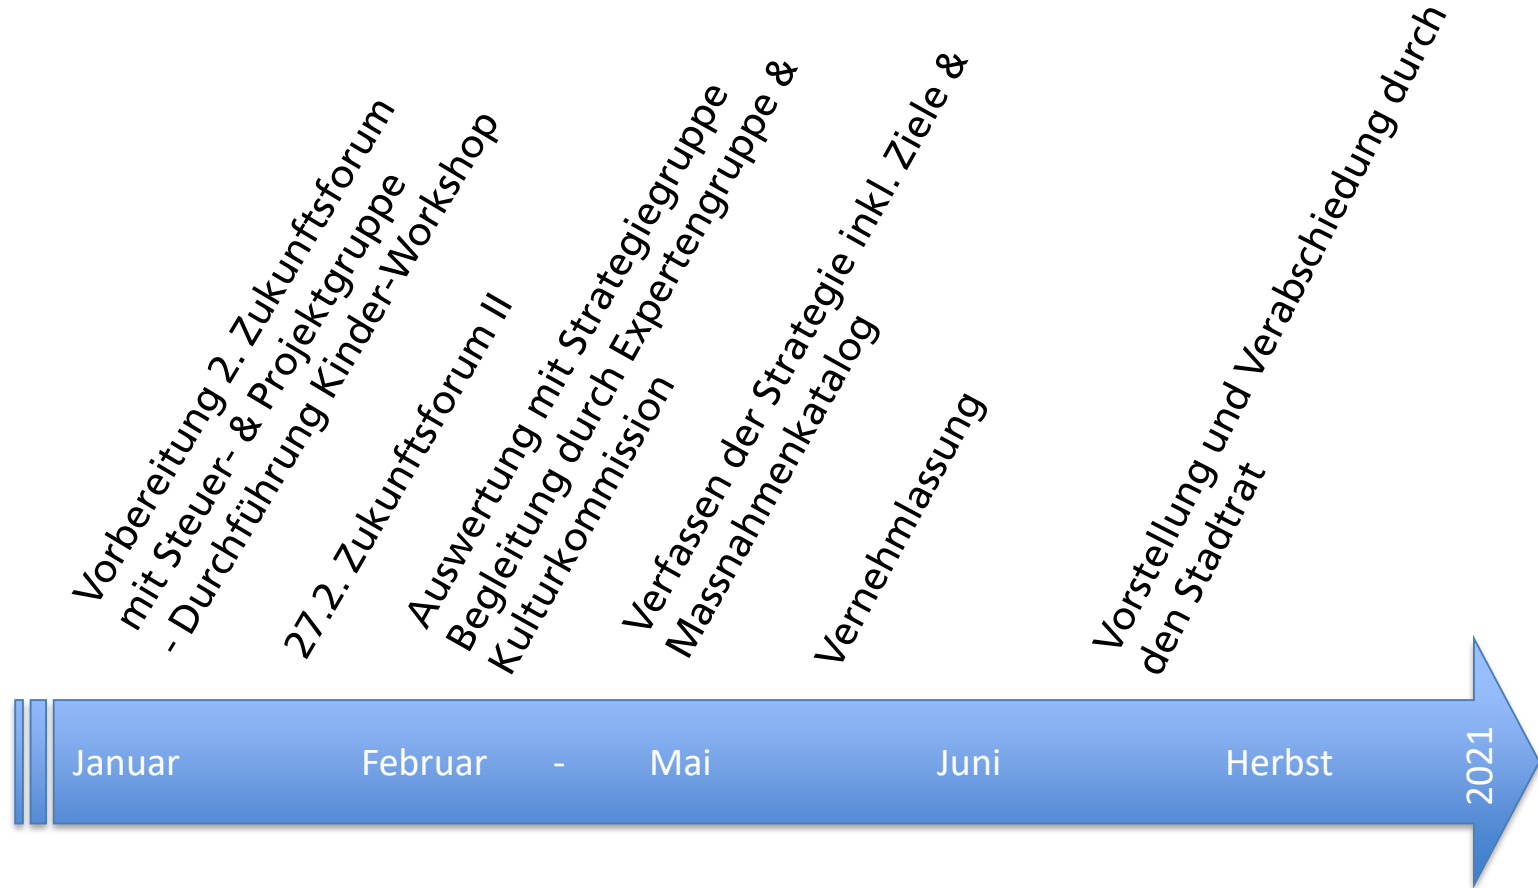 Vorbereitung 2. Zukunftsforum
mit Steuer- & Projektgruppe
- Durchführung Kinder-Workshop
27.2. Zukunftsforum II
Auswertung mit Strategiegruppe
Begleitung durch Expertengruppe &
Kulturkommission
Verfassen der Strategie inkl. Ziele &
Massnahmenkatalog
Vernehmlassung
Vorstellung und Verabschiedung durch
den Stadtrat
Januar Februar - Mai Juni Herbst
2021